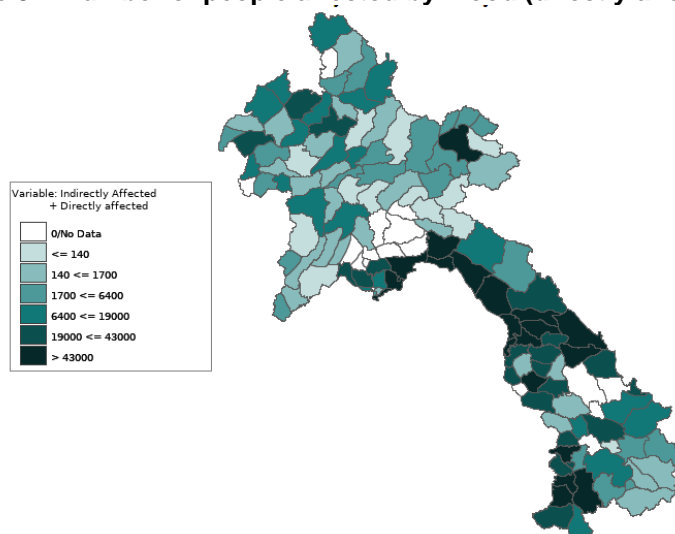 Variable: Indirectly Affected
+ Directly affected
0/No Data
<= 140
140 <= 1700
1700 <= 6400
6400 <= 19000
19000 <= 43000
> 43000